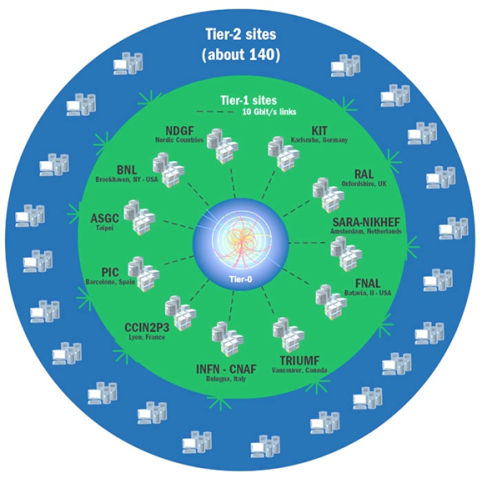 Tier-2 sites
(about 140)
Tier-1 sites
10 Gbit/s links
NDGF
Nordic Countries
KIT
Karlsruhe, Germany
BNL
Brookhaven, NY - USA
RAL
Oxfordshire, UK
ASGC
Taipei
SARA-NIKHEF
Amsterdam, Netherlands
PIC
Barcelona, Spain
Tier-0
FNAL
Batavia, Il - USA
CCIN2P3
Lyon, France
TRIUMF
Vancouver, Canada
INFN - CNAF
Bologna, Italy